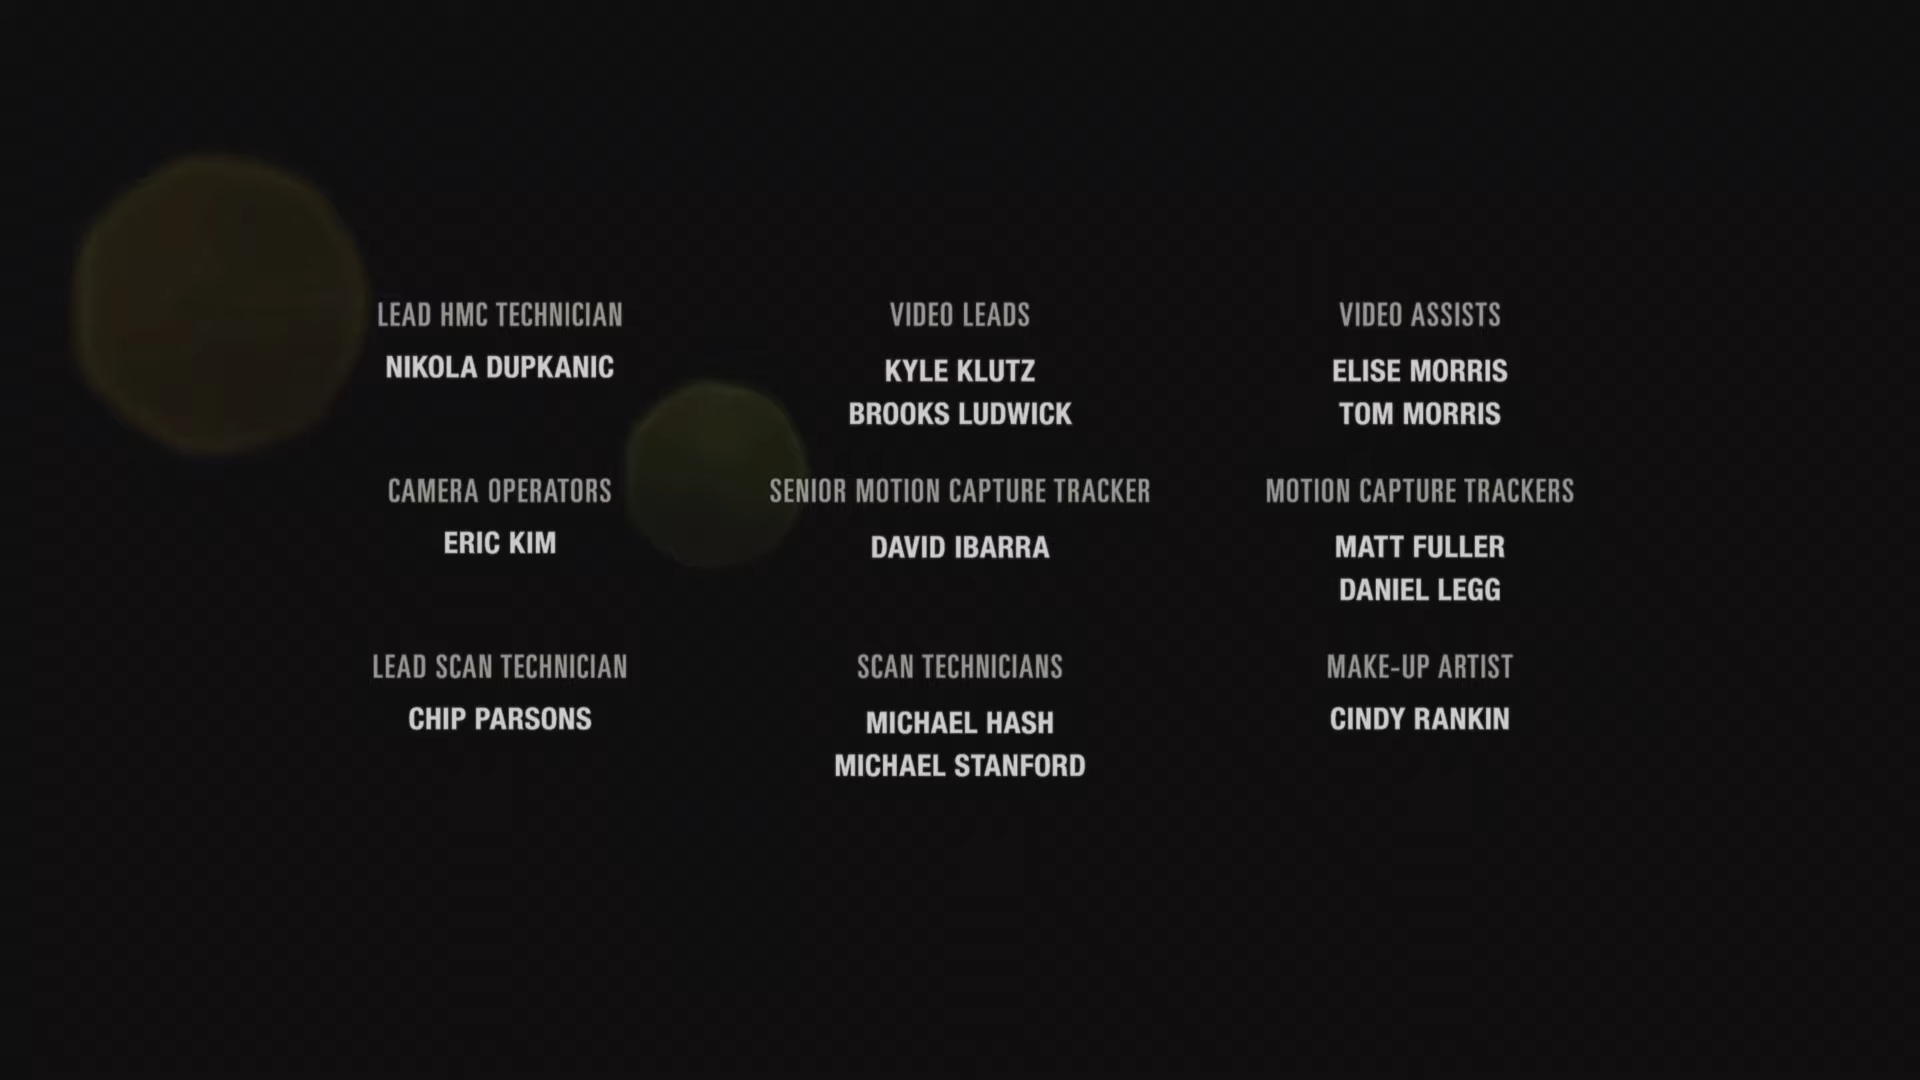 LEAD HMC TECHNICIAN
NIKOLA DUPKANIC
VIDEO LEADS
KYLE KLUTZ
BROOKS LUDWICK
VIDEO ASSISTS
ELISE MORRIS
TOM MORRIS
CAMERA OPERATORS
ERIC KIM
SENIOR MOTION CAPTURE TRACKER
DAVID IBARRA
MOTION CAPTURE TRACKERS
MATT FULLER
DANIEL LEGG
LEAD SCAN TECHNICIAN
CHIP PARSONS
SCAN TECHNICIANS
MICHAEL HASH
MICHAEL STANFORD
MAKE-UP ARTIST
CINDY RANKIN